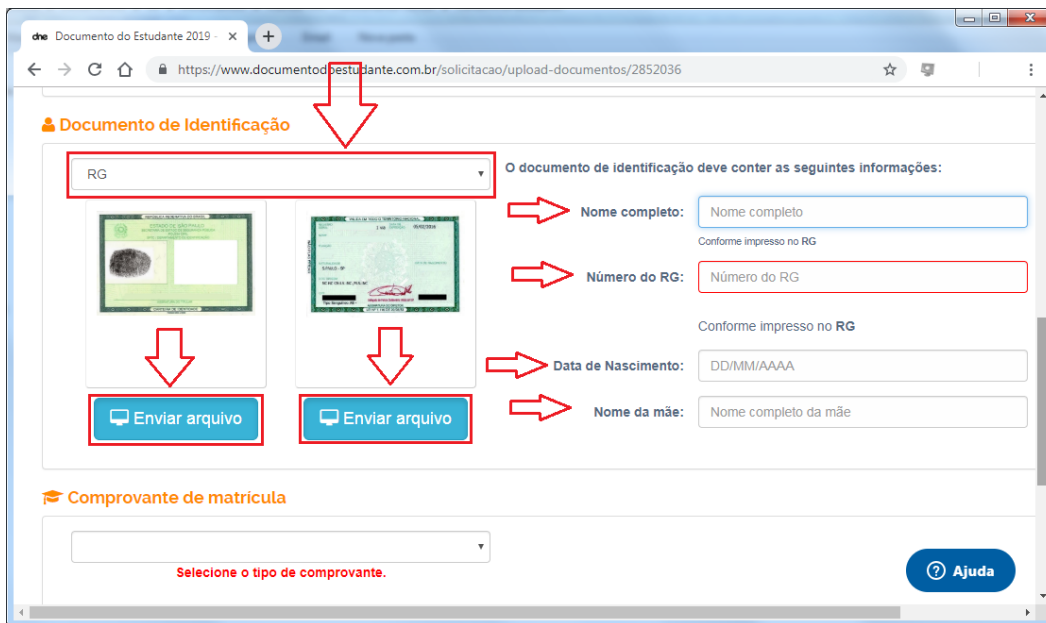 dne Documento do Estudante 2019 -
https://www.documentodoestudante.com.br/solicitacao/upload-documentos/2852036
Documento de Identificação
RG
O documento de identificação deve conter as seguintes informações:
Nome completo: Nome completo
Conforme impresso no RG
Número do RG: Número do RG
Conforme impresso no RG
Data de Nascimento: DD/MM/AAAA
Nome da mãe: Nome completo da mãe
Enviar arquivo Enviar arquivo
Comprovante de matrícula
Selecione o tipo de comprovante.
Ajuda